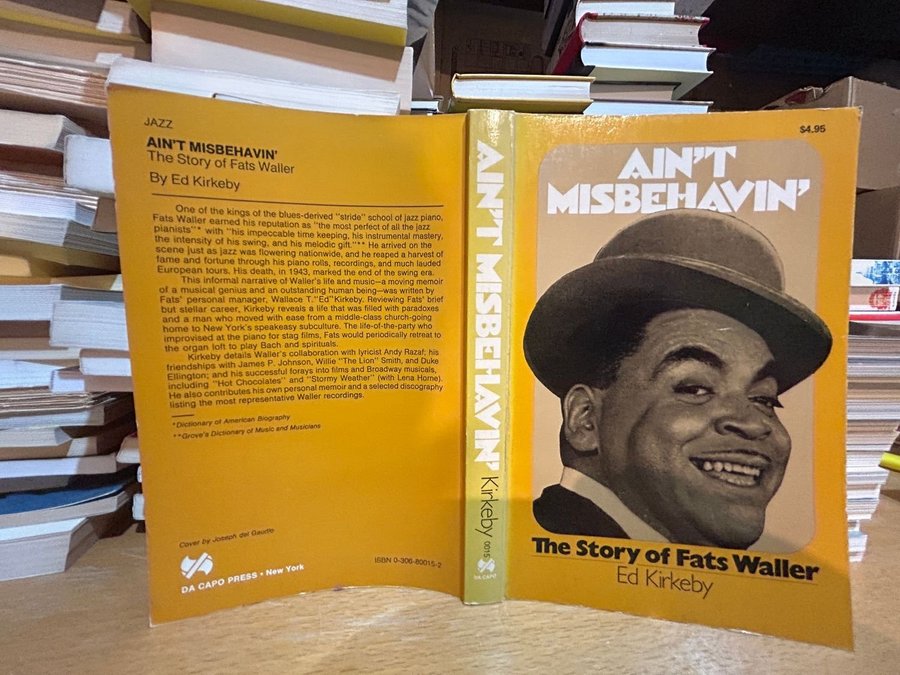 JAZZ
AIN'T MISBEHAVIN'
The Story of Fats Waller
By Ed Kirkeby
One of the kings of the blues-derived "stride" school of jazz piano,
Fats Waller earned his reputation as "the most perfect of all the jazz
pianists"* with "his impeccable time keeping, his instrumental mastery,
the intensity of his swing, and his melodic gift."** He arrived on the
scene just as jazz was flowering nationwide, and he reaped a harvest of
fame and fortune through his piano rolls, recordings, and much lauded
European tours. His death, in 1943, marked the end of the swing era.
This informal narrative of Waller's life and music—a moving memoir
of a musical genius and an outstanding human being—was written by
Fats' personal manager, Wallace T."Ed" Kirkeby. Reviewing Fats' brief
but stellar career, Kirkeby reveals a life that was filled with paradoxes
and a man who moved with ease from a middle-class church-going
home to New York's speakeasy subculture. The life-of-the-party who
improvised at the piano for stag films, Fats would periodically retreat to
the organ loft to play Bach and spirituals.
Kirkeby details Waller's collaboration with lyricist Andy Razaf; his
friendships with James P. Johnson, Willie "The Lion" Smith, and Duke
Ellington; and his successful forays into films and Broadway musicals,
including "Hot Chocolates" and "Stormy Weather" (with Lena Horne).
He also contributes his own personal memoir and a selected discography
listing the most representative Waller recordings.
*Dictionary of American Biography
**Grove's Dictionary of Music and Musicians
Cover by Joseph del Gaudio
DA CAPO PRESS • New York
ISBN 0-306-80015-2
AIN'T MISBEHAVIN' Kirkeby 0015
DA CAPO
$4.95
AIN'T
MISBEHAVIN'
The Story of Fats Waller
Ed Kirkeby